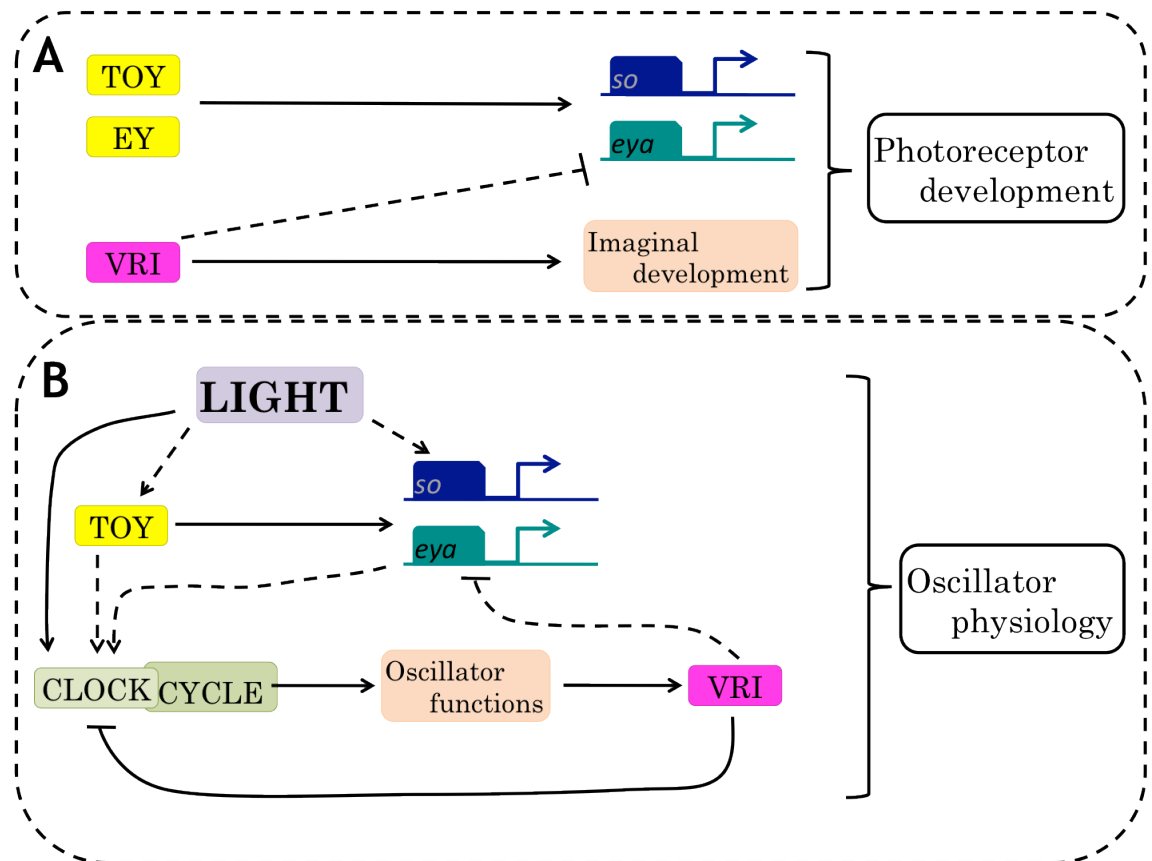 A
TOY
EY
VRI
so
eya
Imaginal
development
Photoreceptor
development
B
LIGHT
TOY
so
eya
CLOCK
CYCLE
Oscillator
functions
VRI
Oscillator
physiology